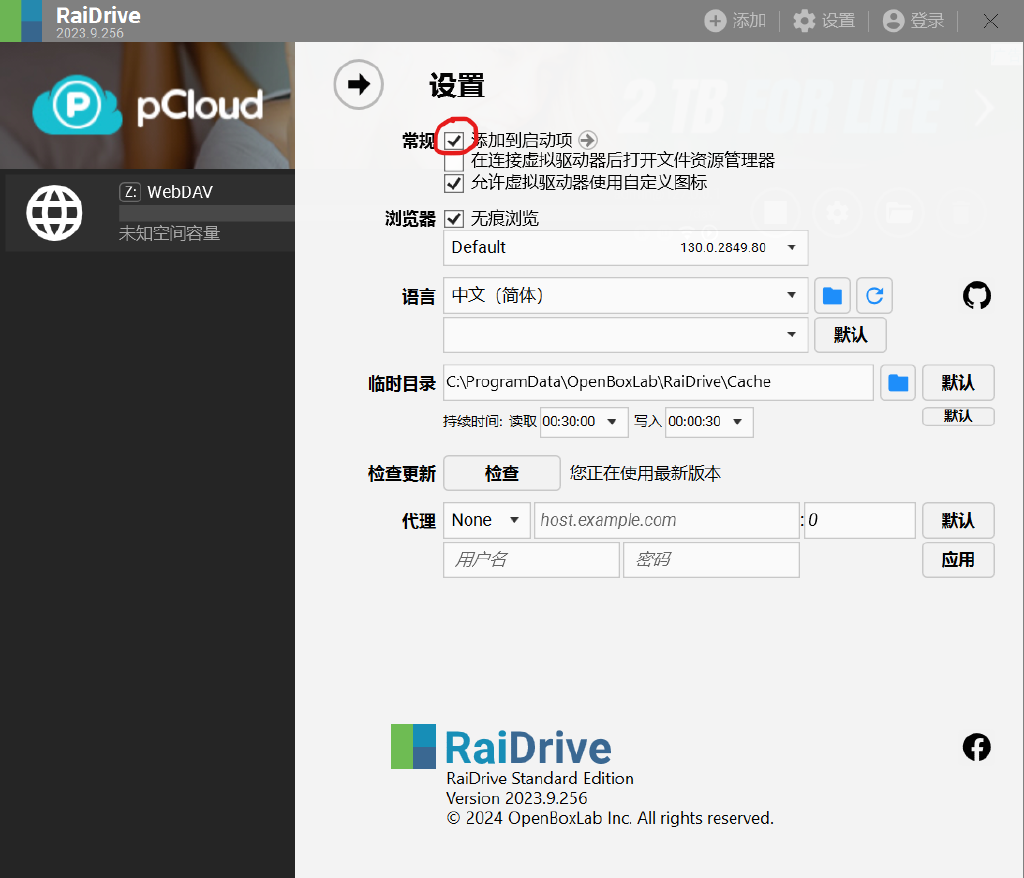 RaiDrive
2023.9.256
添加
设置
登录
pCloud
2 TB
Z: WebDAV
未知空间容量
设置
常规
添加到启动项
在连接虚拟驱动器后打开文件资源管理器
允许虚拟驱动器使用自定义图标
浏览器
无痕浏览
Default 130.0.2849.80
语言
中文（简体）
默认
临时目录
C:\ProgramData\OpenBoxLab\RaiDrive\Cache
默认
持续时间: 读取 00:30:00 写入 00:00:30
默认
检查更新
检查
您正在使用最新版本
代理
None
host.example.com
:0
默认
用户名
密码
应用
RaiDrive
RaiDrive Standard Edition
Version 2023.9.256
© 2024 OpenBoxLab Inc. All rights reserved.